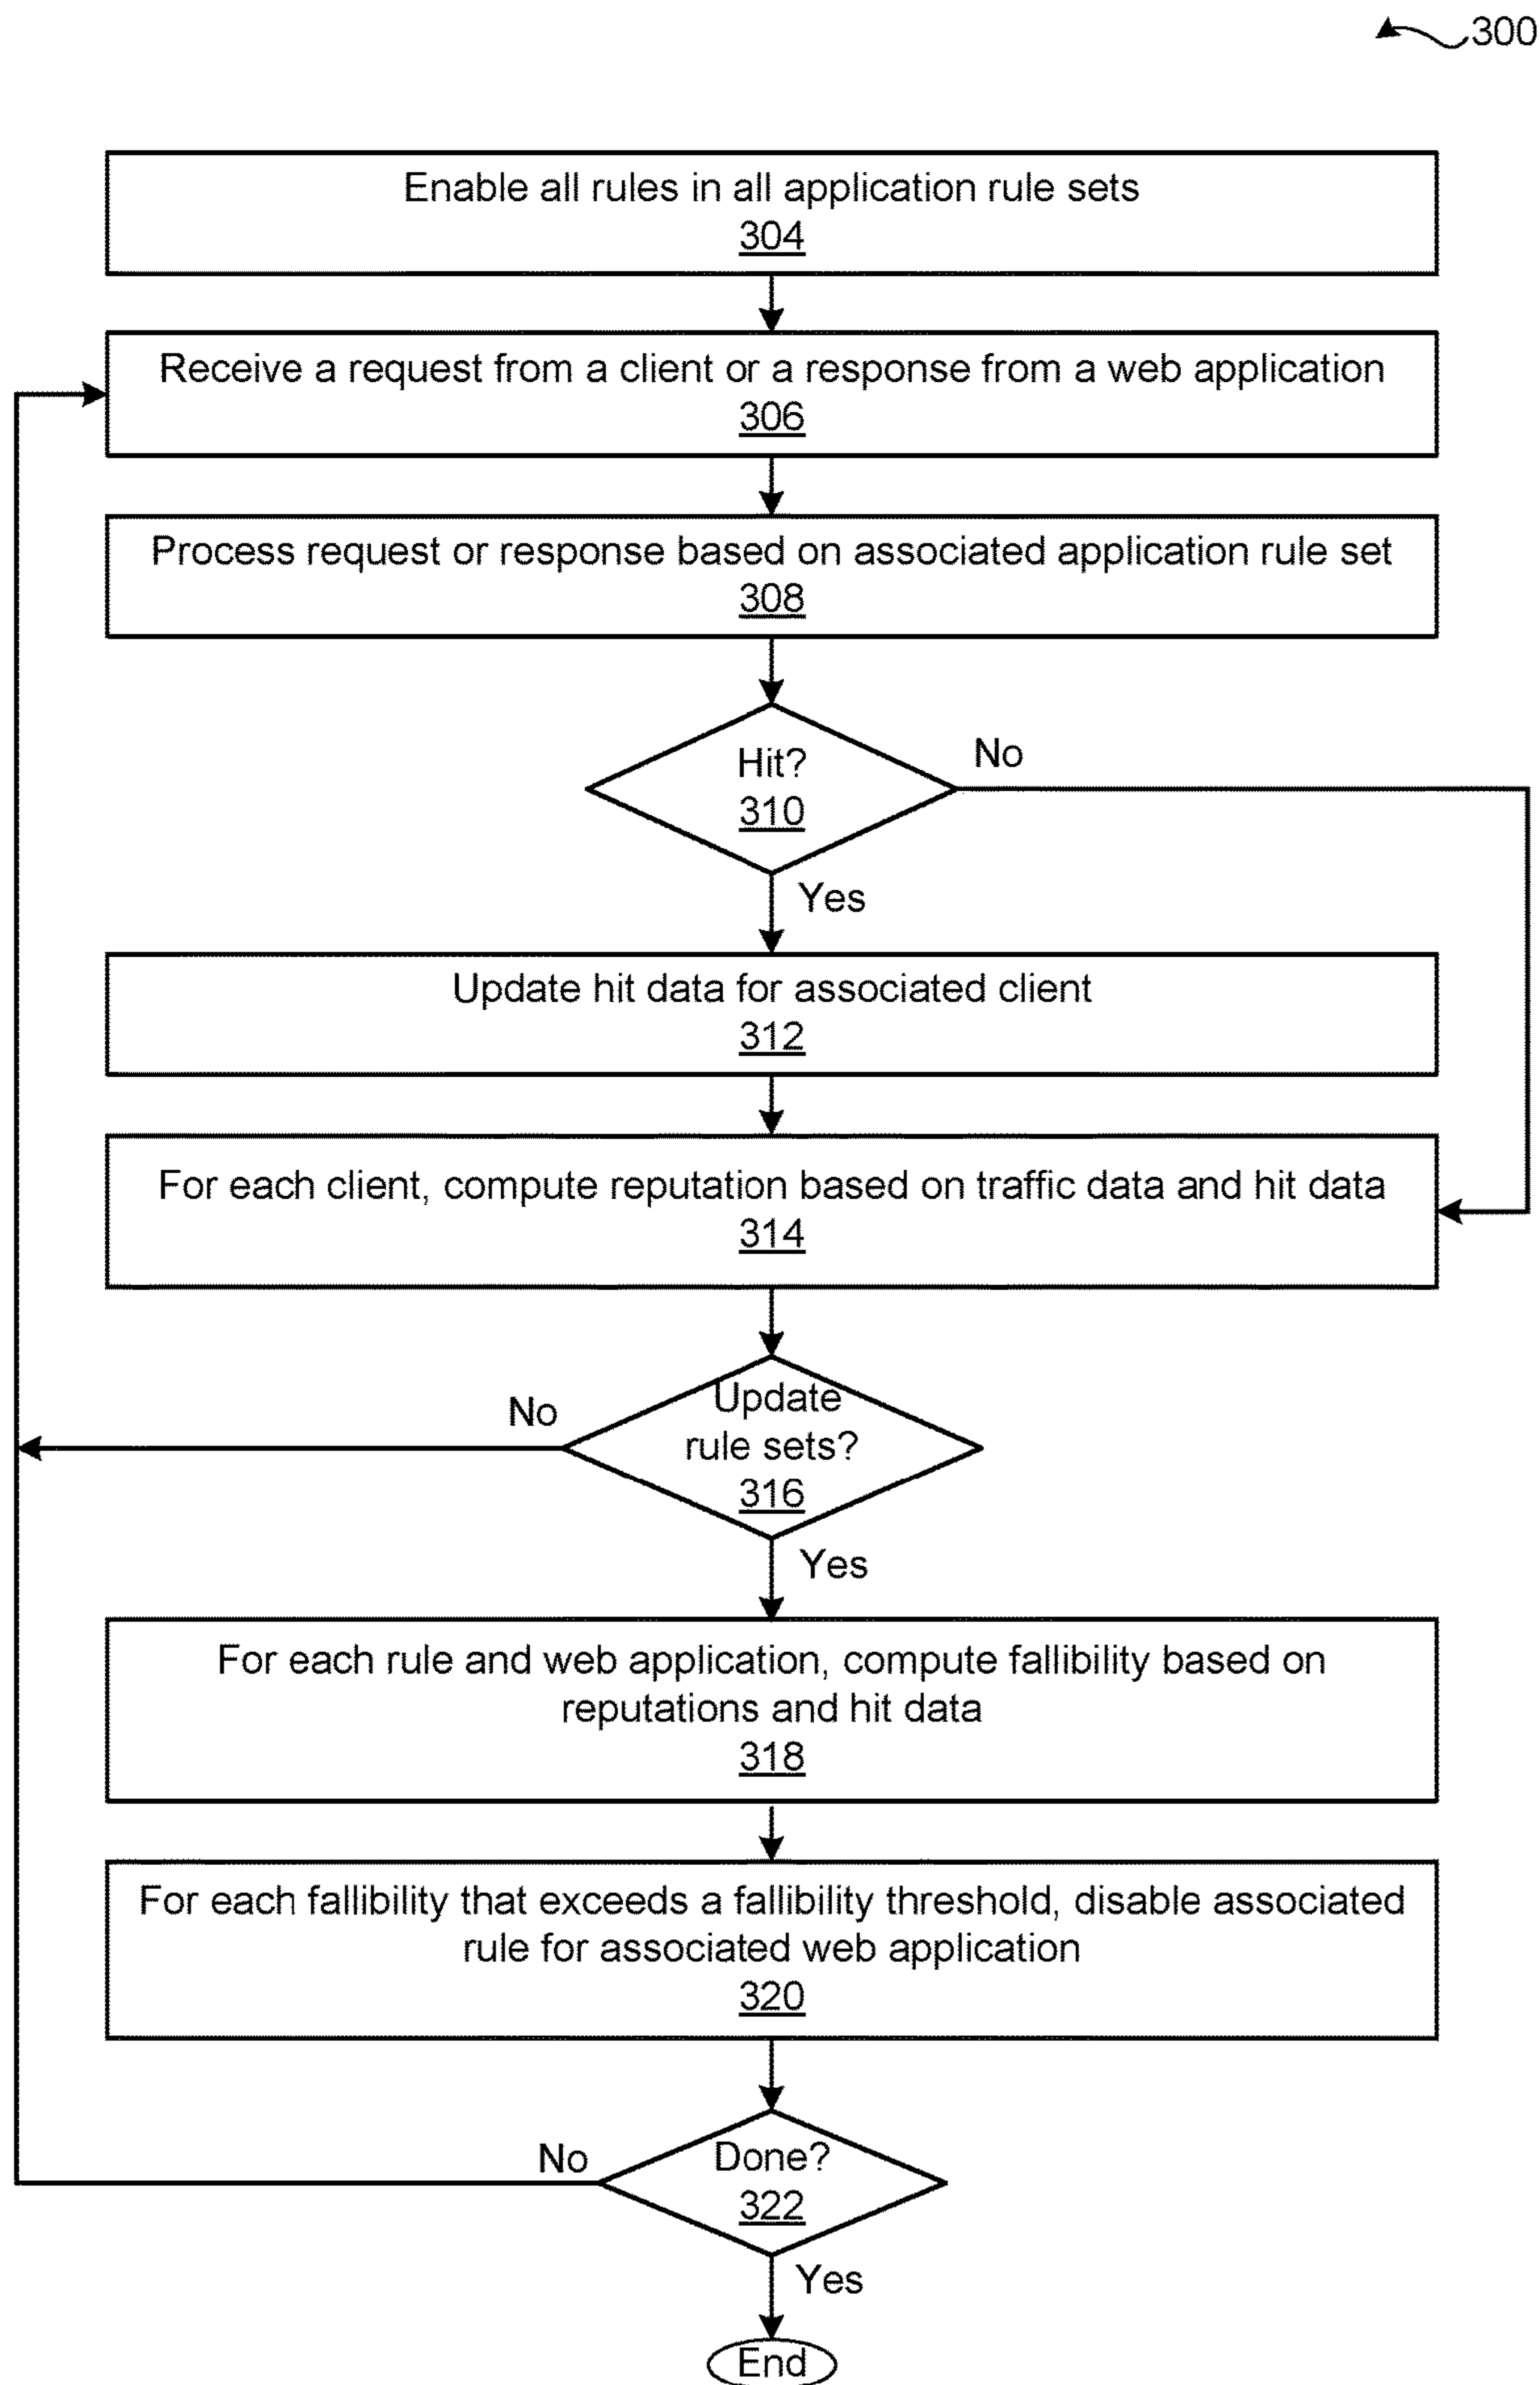 300
Enable all rules in all application rule sets
304
Receive a request from a client or a response from a web application
306
Process request or response based on associated application rule set
308
Hit?
310
No
Yes
Update hit data for associated client
312
For each client, compute reputation based on traffic data and hit data
314
Update
rule sets?
316
No
Yes
For each rule and web application, compute fallibility based on
reputations and hit data
318
For each fallibility that exceeds a fallibility threshold, disable associated
rule for associated web application
320
Done?
322
No
Yes
End